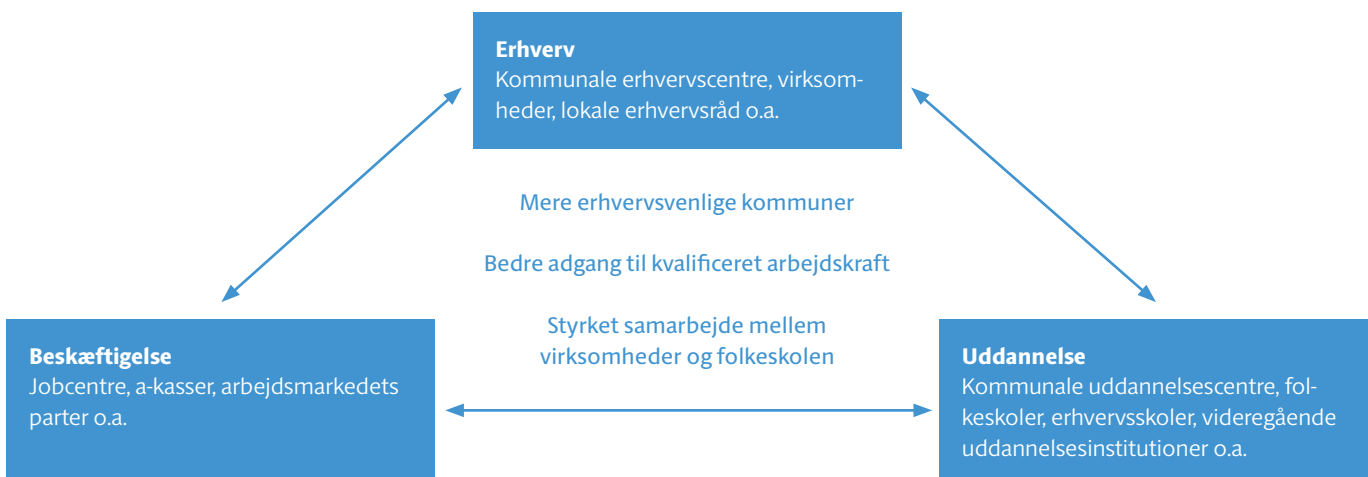 Erhverv
Kommunale erhvervscentre, virksom-
heder, lokale erhvervsråd o.a.
Mere erhvervsvenlige kommuner
Bedre adgang til kvalificeret arbejdskraft
Styrket samarbejde mellem
virksomheder og folkeskolen
Beskæftigelse
Jobcentre, a-kasser, arbejdsmarkedets
parter o.a.
Uddannelse
Kommunale uddannelsescentre, fol-
keskoler, erhvervsskoler, videregående
uddannelsesinstitutioner o.a.